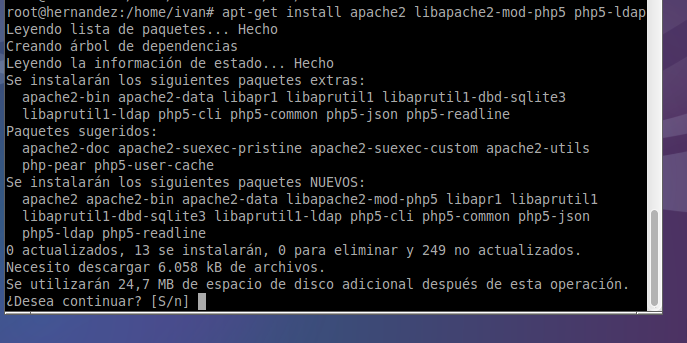 root@hernandez:/home/ivan# apt-get install apache2 libapache2-mod-php5 php5-ldap
Leyendo lista de paquetes... Hecho
Creando árbol de dependencias
Leyendo la información de estado... Hecho
Se instalarán los siguientes paquetes extras:
  apache2-bin apache2-data libapr1 libaprutil1 libaprutil1-dbd-sqlite3
  libaprutil1-ldap php5-cli php5-common php5-json php5-readline
Paquetes sugeridos:
  apache2-doc apache2-suexec-pristine apache2-suexec-custom apache2-utils
  php-pear php5-user-cache
Se instalarán los siguientes paquetes NUEVOS:
  apache2 apache2-bin apache2-data libapache2-mod-php5 libapr1 libaprutil1
  libaprutil1-dbd-sqlite3 libaprutil1-ldap php5-cli php5-common php5-json
  php5-ldap php5-readline
0 actualizados, 13 se instalarán, 0 para eliminar y 249 no actualizados.
Necesito descargar 6.058 kB de archivos.
Se utilizarán 24,7 MB de espacio de disco adicional después de esta operación.
¿Desea continuar? [S/n]